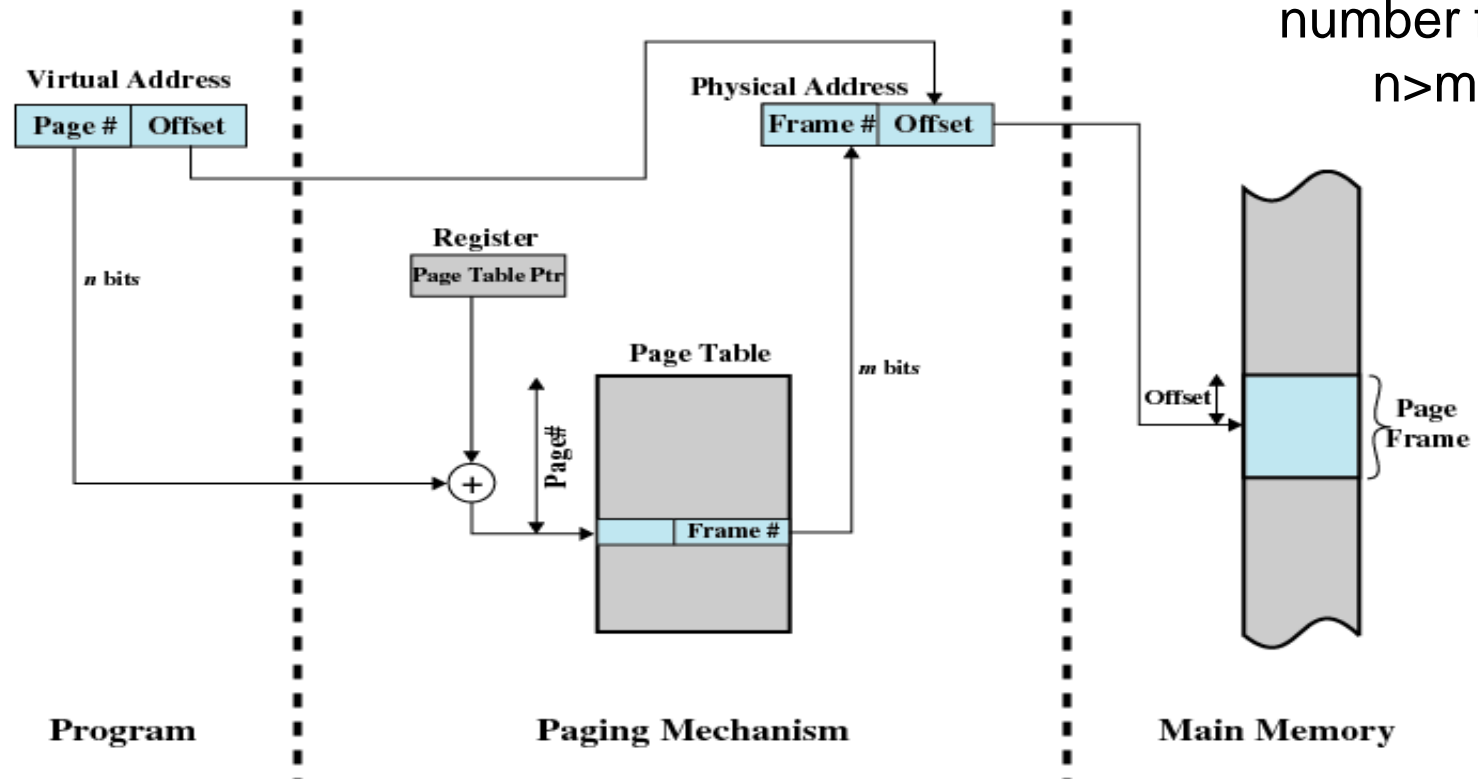 number
n>m
Virtual Address
Page # Offset
n bits
Physical Address
Frame # Offset
Register
Page Table Ptr
Page Table
Page#
+
Frame #
m bits
Offset
Page
Frame
Program
Paging Mechanism
Main Memory